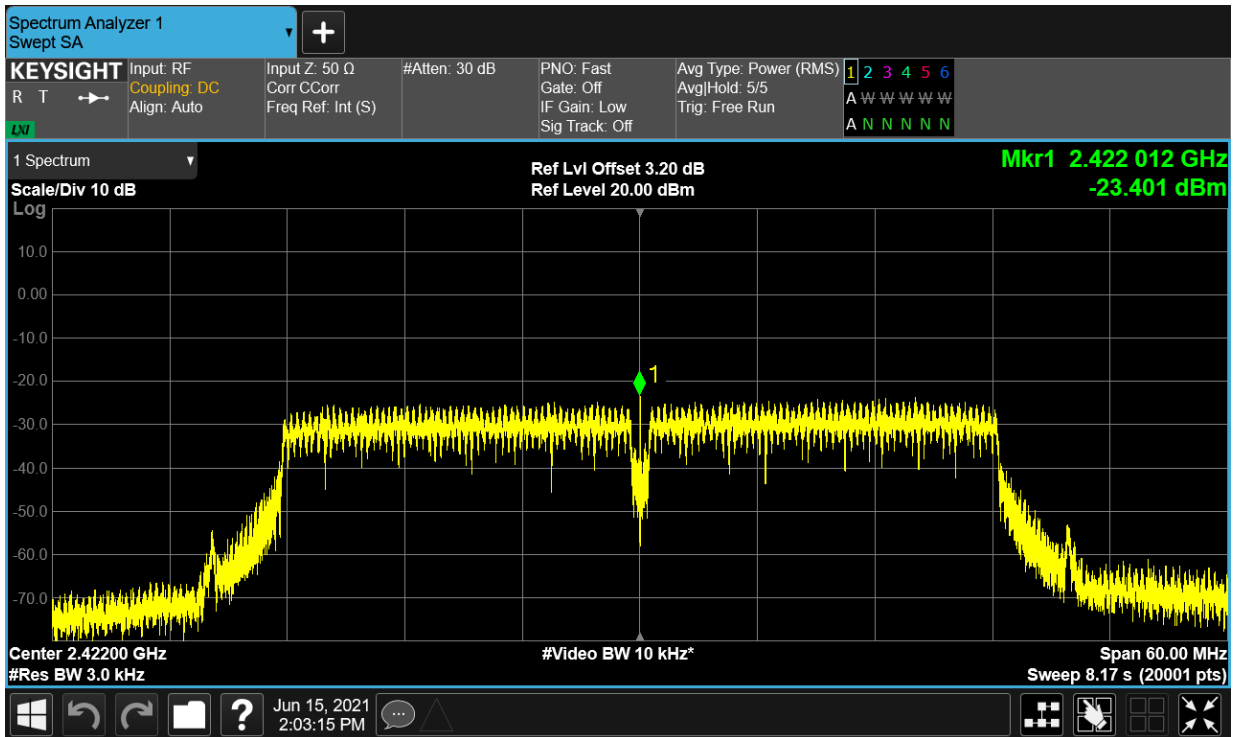 Spectrum Analyzer 1
Swept SA
KEYSIGHT
R T
LXI
Input: RF
Coupling: DC
Align: Auto
Input Z: 50 Ω
Corr CCorr
Freq Ref: Int (S)
#Atten: 30 dB
PNO: Fast
Gate: Off
IF Gain: Low
Sig Track: Off
Avg Type: Power (RMS)
Avg|Hold: 5/5
Trig: Free Run
1 2 3 4 5 6
A W W W W W
A N N N N N
1 Spectrum
Scale/Div 10 dB
Log
Ref Lvl Offset 3.20 dB
Ref Level 20.00 dBm
Mkr1 2.422 012 GHz
-23.401 dBm
10.0
0.00
-10.0
-20.0
-30.0
-40.0
-50.0
-60.0
-70.0
1
Center 2.42200 GHz
#Res BW 3.0 kHz
#Video BW 10 kHz*
Span 60.00 MHz
Sweep 8.17 s (20001 pts)
?
Jun 15, 2021
2:03:15 PM